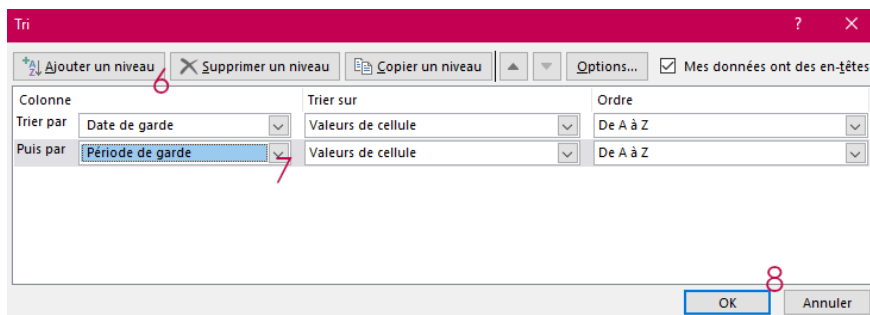 Tri ? ×
Ajouter un niveau 6 Supprimer un niveau Copier un niveau Options... Mes données ont des en-têtes
Colonne Trier sur Ordre
Trier par Date de garde Valeurs de cellule De A à Z
Puis par Période de garde 7 Valeurs de cellule De A à Z
8
OK Annuler